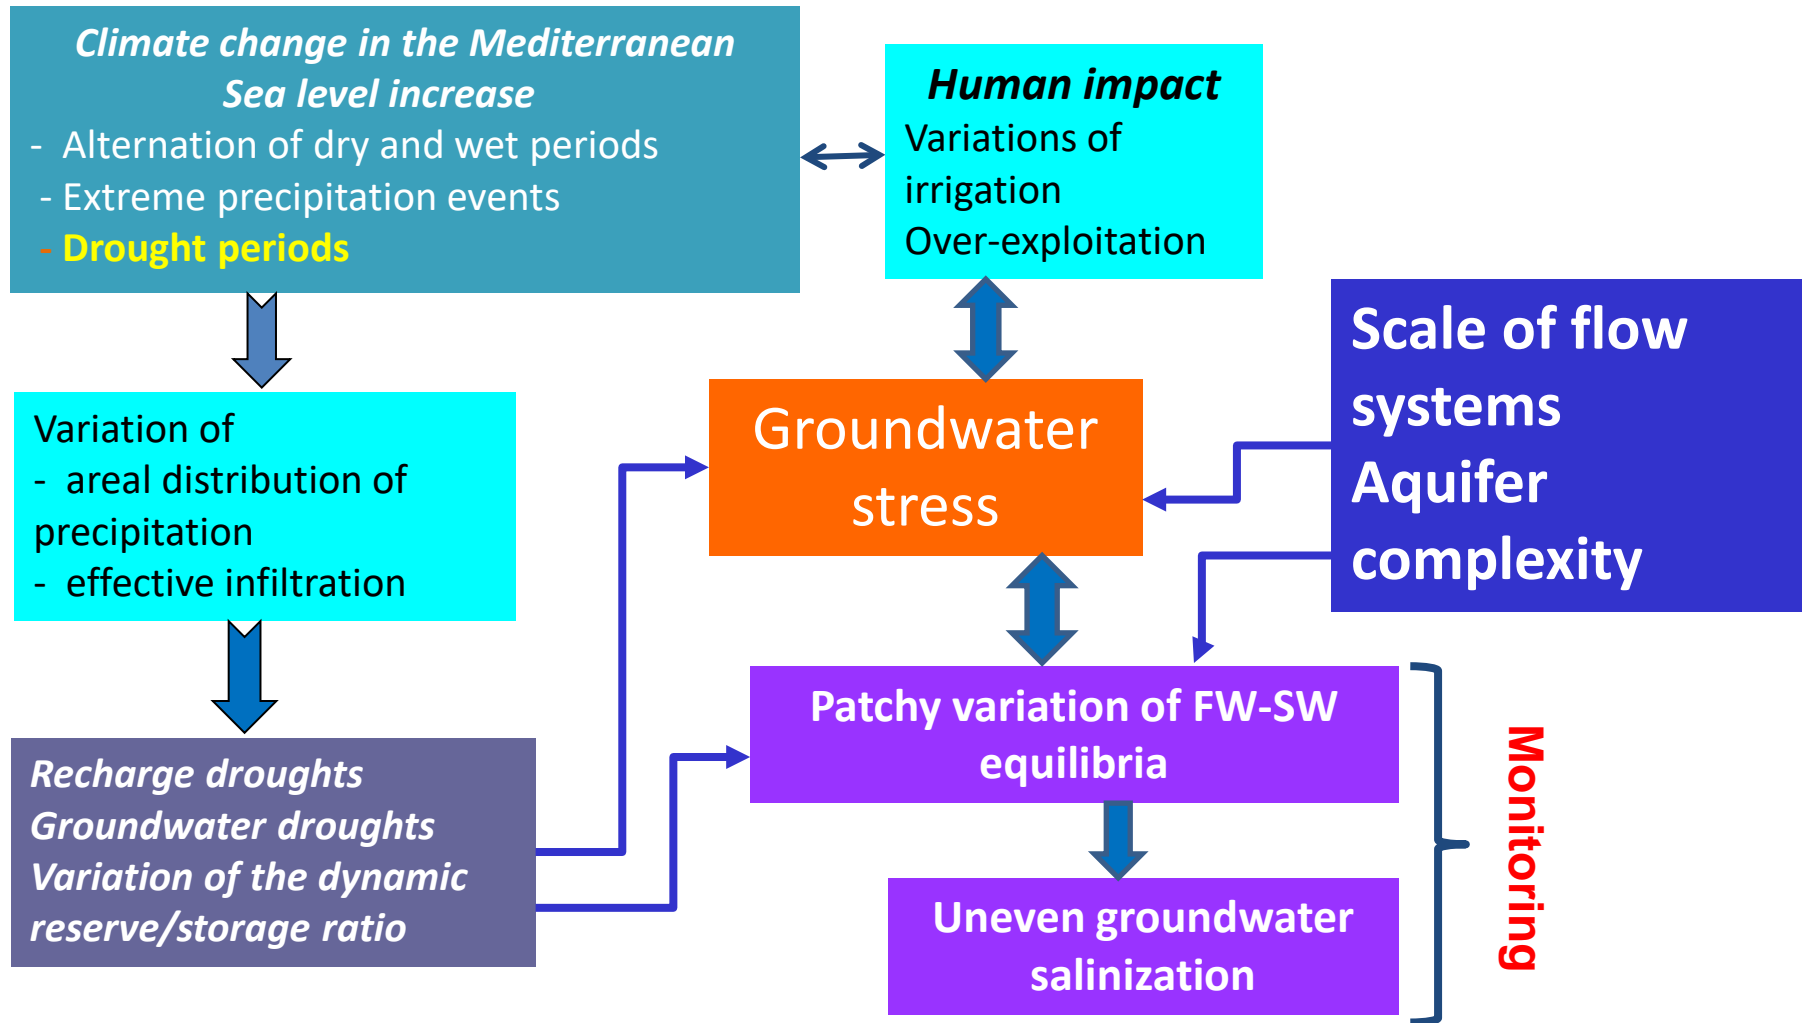 Climate change in the Mediterranean
Sea level increase
- Alternation of dry and wet periods
- Extreme precipitation events
- Drought periods
Human impact
Variations of
irrigation
Over-exploitation
Scale of flow
systems
Aquifer
complexity
Groundwater
stress
Variation of
- areal distribution of
precipitation
- effective infiltration
Patchy variation of FW-SW
equilibria
Recharge droughts
Groundwater droughts
Variation of the dynamic
reserve/storage ratio
Uneven groundwater
salinization
Monitoring